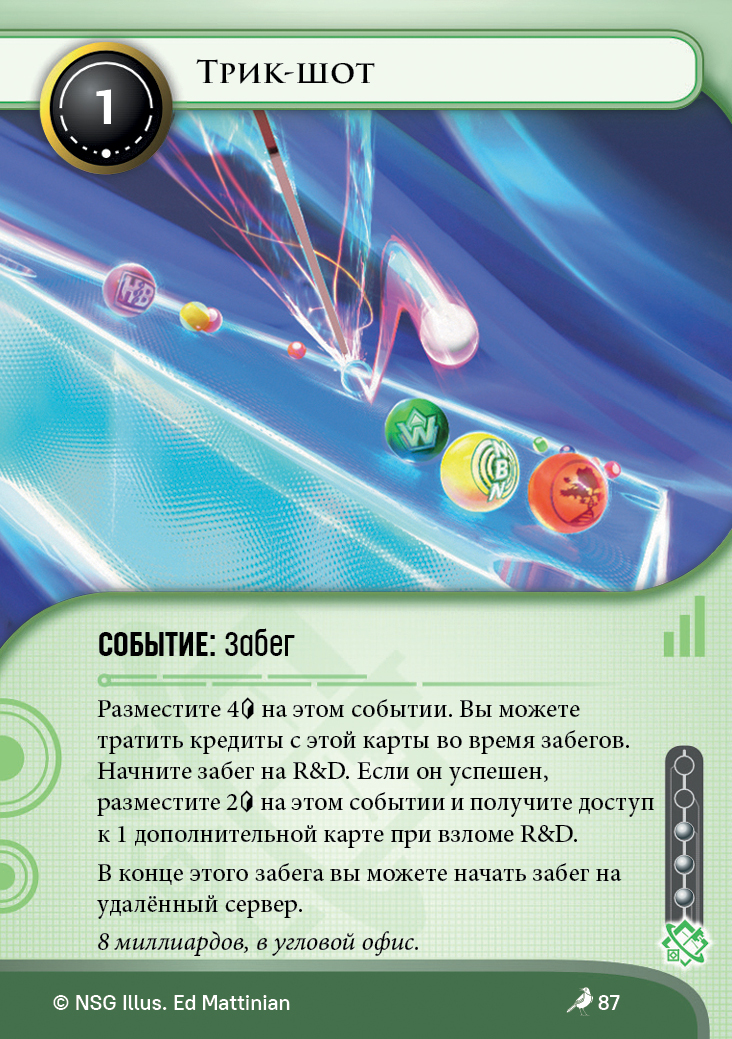 1
Трик-шот
HB
W
NBN
СОБЫТИЕ: Забег
Разместите 4 на этом событии. Вы можете
тратить кредиты с этой карты во время забегов.
Начните забег на R&D. Если он успешен,
разместите 2 на этом событии и получите доступ
к 1 дополнительной карте при взломе R&D.
В конце этого забега вы можете начать забег на
удалённый сервер.
8 миллиардов, в угловой офис.
© NSG Illus. Ed Mattinian
87